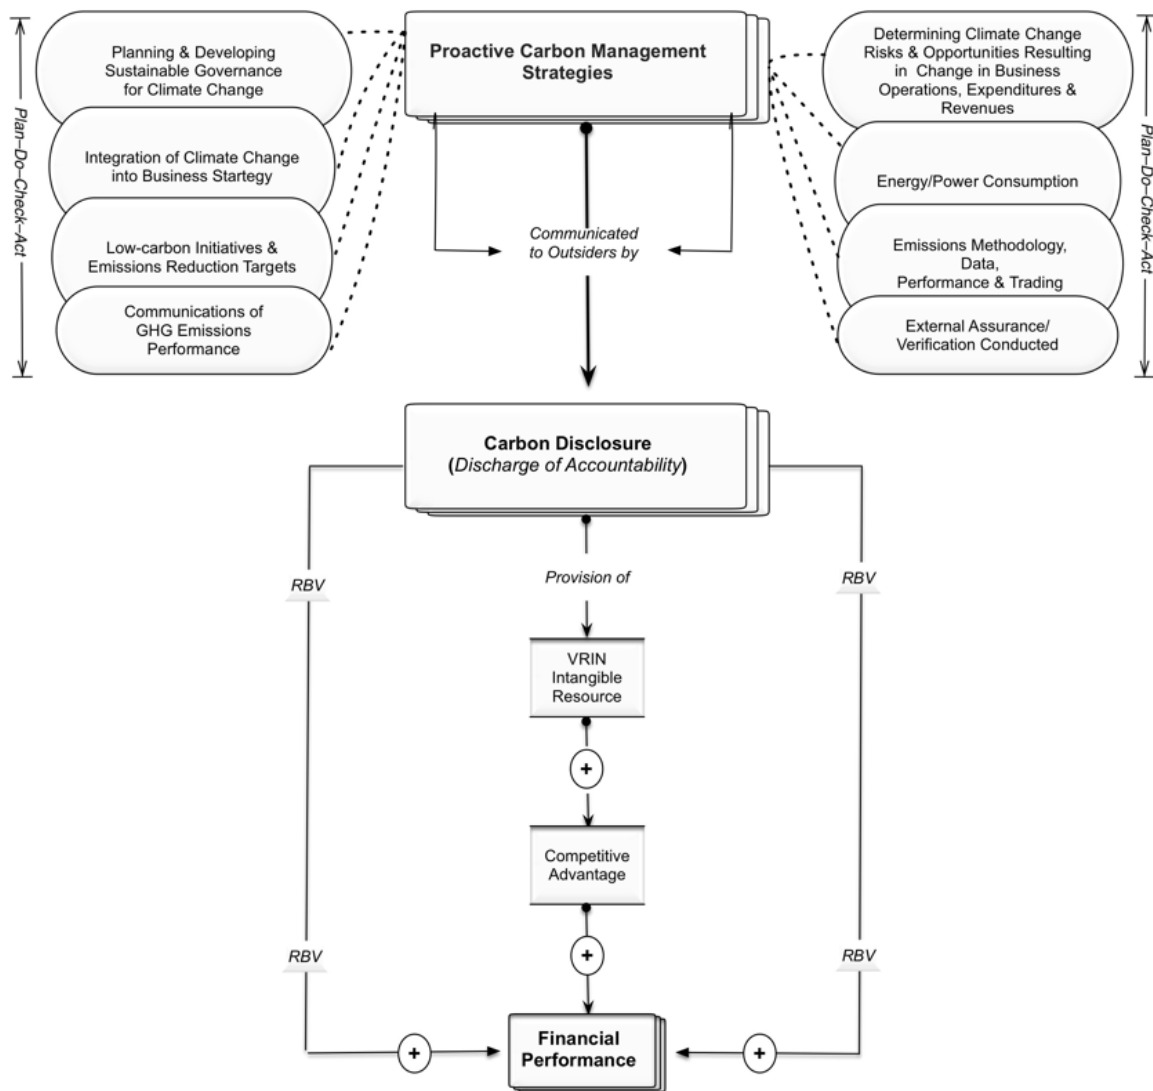 Plan–Do–Check–Act
Planning & Developing
Sustainable Governance
for Climate Change
Integration of Climate Change
into Business Startegy
Low-carbon Initiatives &
Emissions Reduction Targets
Communications of
GHG Emissions
Performance
Proactive Carbon Management
Strategies
Communicated
to Outsiders by
Determining Climate Change
Risks & Opportunities Resulting
in Change in Business
Operations, Expenditures &
Revenues
Energy/Power Consumption
Emissions Methodology,
Data,
Performance & Trading
External Assurance/
Verification Conducted
Plan–Do–Check–Act
Carbon Disclosure
(Discharge of Accountability)
RBV
Provision of
RBV
VRIN
Intangible
Resource
+
Competitive
Advantage
RBV
+
RBV
+
Financial
Performance
+